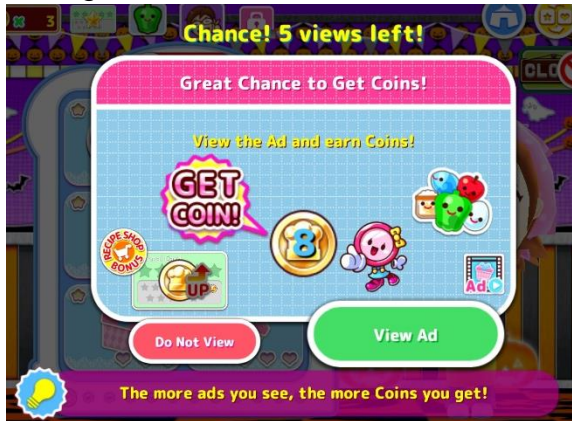 3
Chance! 5 views left!
CLO
Great Chance to Get Coins!
View the Ad and earn Coins!
GET
COIN!
8
RECIPE SHOP
BONUS
UP
Ad
Do Not View
View Ad
The more ads you see, the more Coins you get!